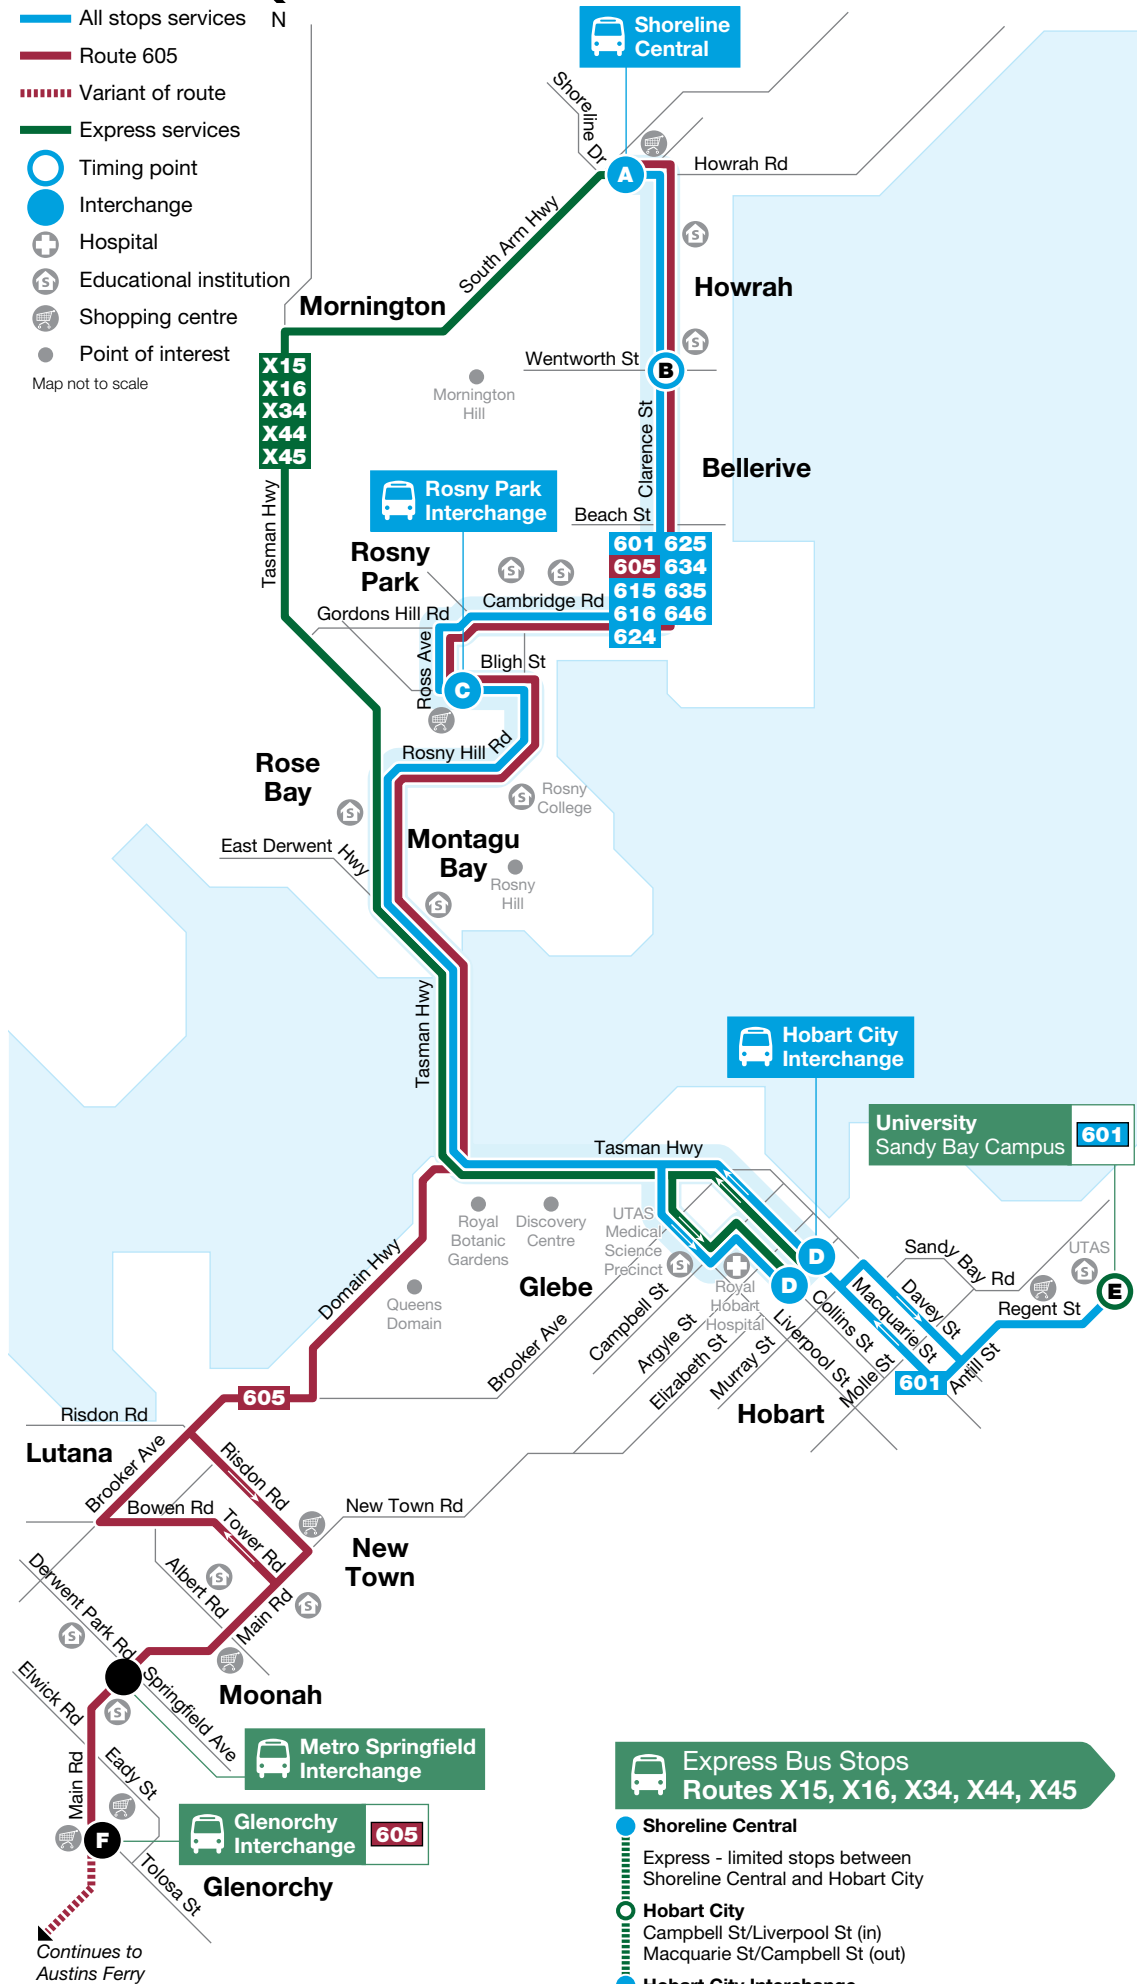 All stops services
N
Route 605
Variant of route
Express services
Timing point
Interchange
Hospital
Educational institution
Shopping centre
Point of interest
Map not to scale
Shoreline
Central
Shoreline Dr
A
Howrah Rd
South Arm Hwy
Howrah
Mornington
Wentworth St
B
X15
X16
X34
X44
X45
Mornington
Hill
Clarence St
Bellerive
Rosny Park
Interchange
Tasman Hwy
Beach St
601 625
605 634
615 635
616 646
624
Rosny
Park
Cambridge Rd
Gordons Hill Rd
Ross Ave
Bligh St
C
Rosny Hill Rd
Rose
Bay
Rosny
College
Montagu
Bay
East Derwent Hwy
Rosny
Hill
Tasman Hwy
Hobart City
Interchange
University
Sandy Bay Campus
601
Tasman Hwy
UTAS
Medical
Science
Precinct
Royal
Botanic
Gardens
Discovery
Centre
Glebe
Domain Hwy
Queens
Domain
Royal
Hobart
Hospital
D
D
Sandy Bay Rd
UTAS
E
Regent St
Davey St
Macquarie St
Collins St
Liverpool St
Campbell St
Argyle St
Elizabeth St
Murray St
Molle St
Antill St
601
Brooker Ave
Hobart
605
Risdon Rd
Lutana
Brooker Ave
Risdon Rd
Bowen Rd
Tower Rd
New Town Rd
New
Town
Albert Rd
Main Rd
Derwent Park Rd
Springfield Ave
Elwick Rd
Moonah
Metro Springfield
Interchange
Main Rd
Eady St
F
Glenorchy
Interchange
605
Tolosa St
Glenorchy
Continues to
Austins Ferry
Express Bus Stops
Routes X15, X16, X34, X44, X45
Shoreline Central
Express - limited stops between
Shoreline Central and Hobart City
Hobart City
Campbell St/Liverpool St (in)
Macquarie St/Campbell St (out)
Hobart City Interchange